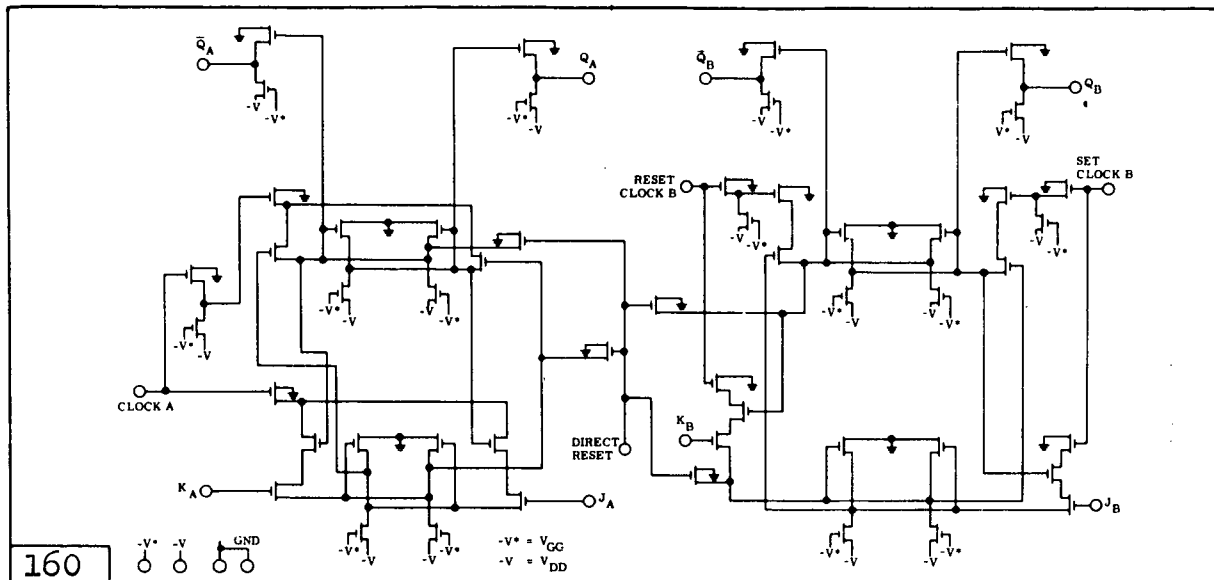 Q̄A QA Q̄B QB
-V -V* -V* -V -V -V* V* -V
RESET
CLOCK B
SET
CLOCK B
-V -V* -V -V*
-V* -V -V -V* -V* -V -V -V*
-V* -V
CLOCK A
KA
JA
DIRECT
RESET
KB
JB
-V* -V -V -V* -V* -V -V -V*
160
-V* -V GND
-V* = VGG
-V = VDD